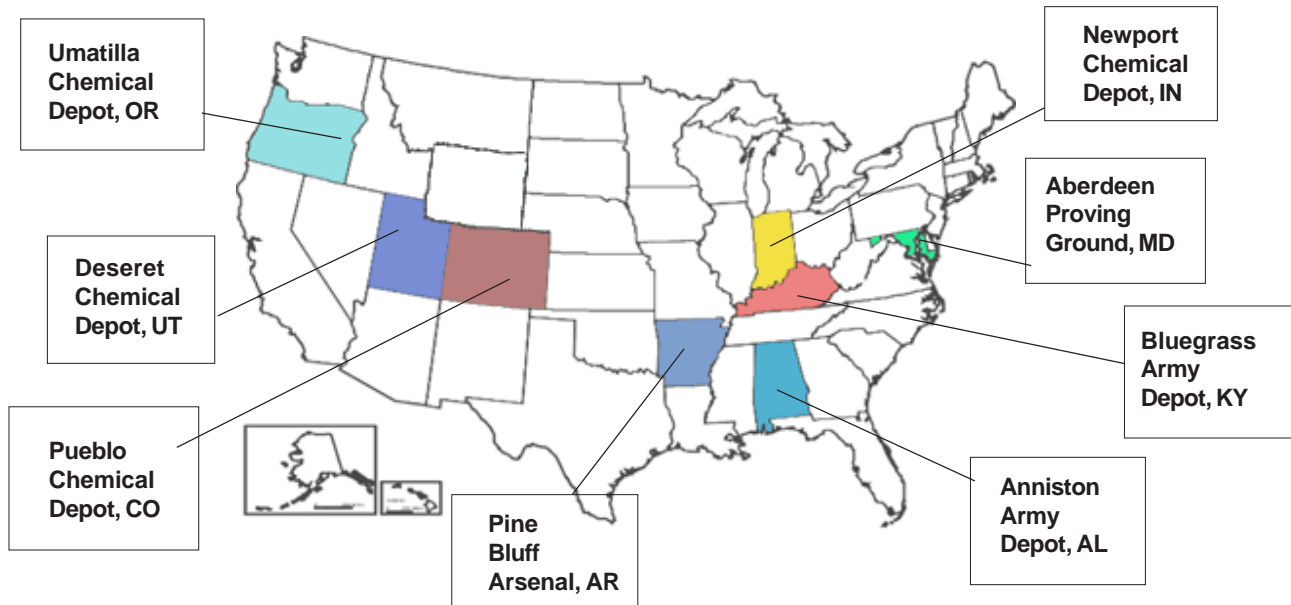 Umatilla
Chemical
Depot, OR
Newport
Chemical
Depot, IN
Aberdeen
Proving
Ground, MD
Deseret
Chemical
Depot, UT
Bluegrass
Army
Depot, KY
Pueblo
Chemical
Depot, CO
Pine
Bluff
Arsenal, AR
Anniston
Army
Depot, AL